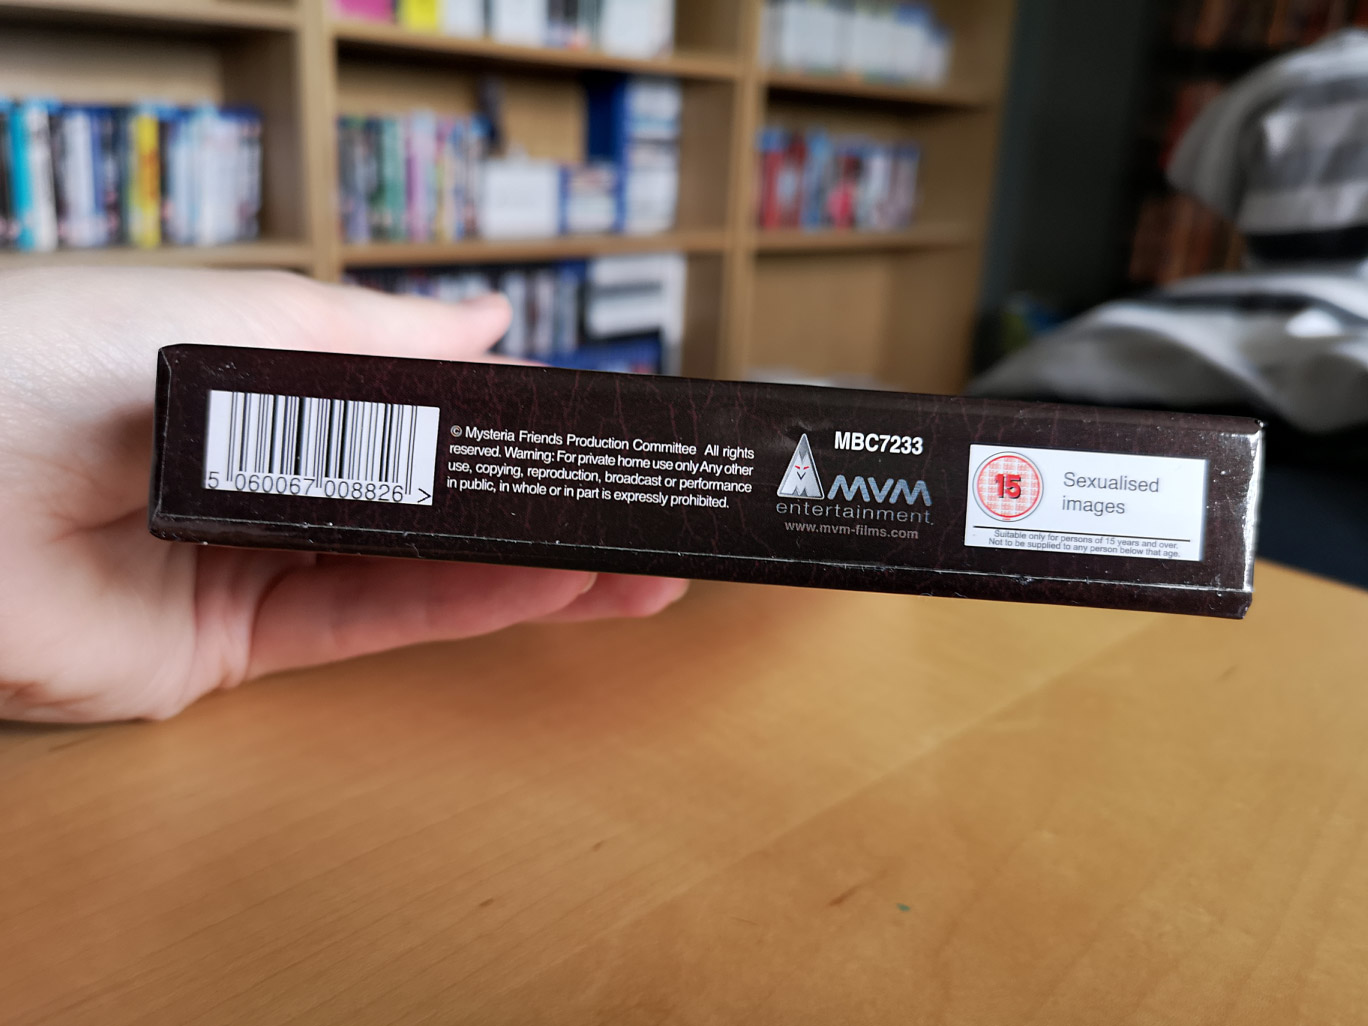 5 060067 008826 >
© Mysteria Friends Production Committee All rights
reserved. Warning: For private home use only Any other
use, copying, reproduction, broadcast or performance
in public, in whole or in part is expressly prohibited.
MBC7233
MVM
entertainment
www.mvm-films.com
15
Sexualised
images
Suitable only for persons of 15 years and over.
Not to be supplied to any person below that age.